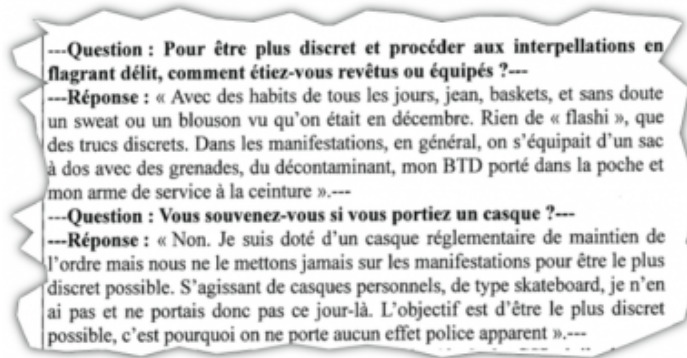 ---Question : Pour être plus discret et procéder aux interpellations en
flagrant délit, comment étiez-vous revêtus ou équipés ?---
---Réponse : « Avec des habits de tous les jours, jean, baskets, et sans doute
un sweat ou un blouson vu qu'on était en décembre. Rien de « flashi », que
des trucs discrets. Dans les manifestations, en général, on s'équipait d'un sac
à dos avec des grenades, du décontaminant, mon BTD porté dans la poche et
mon arme de service à la ceinture ».---
---Question : Vous souvenez-vous si vous portiez un casque ?---
---Réponse : « Non. Je suis doté d'un casque réglementaire de maintien de
l'ordre mais nous ne le mettons jamais sur les manifestations pour être le plus
discret possible. S'agissant de casques personnels, de type skateboard, je n'en
ai pas et ne portais donc pas ce jour-là. L'objectif est d'être le plus discret
possible, c'est pourquoi on ne porte aucun effet police apparent ».---